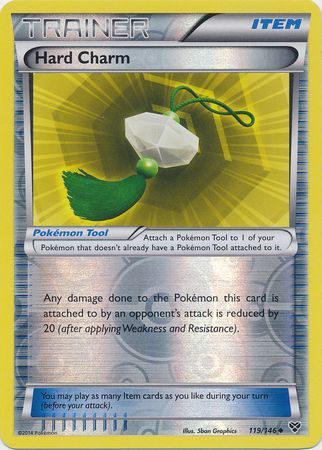 TRAINER
ITEM
Hard Charm
Pokémon Tool
Attach a Pokémon Tool to 1 of your
Pokémon that doesn't already have a Pokémon Tool attached to it.
Any damage done to the Pokémon this card is
attached to by an opponent's attack is reduced by
20 (after applying Weakness and Resistance).
You may play as many Item cards as you like during your turn
(before your attack).
©2014 Pokémon
Illus. 5ban Graphics
119/146